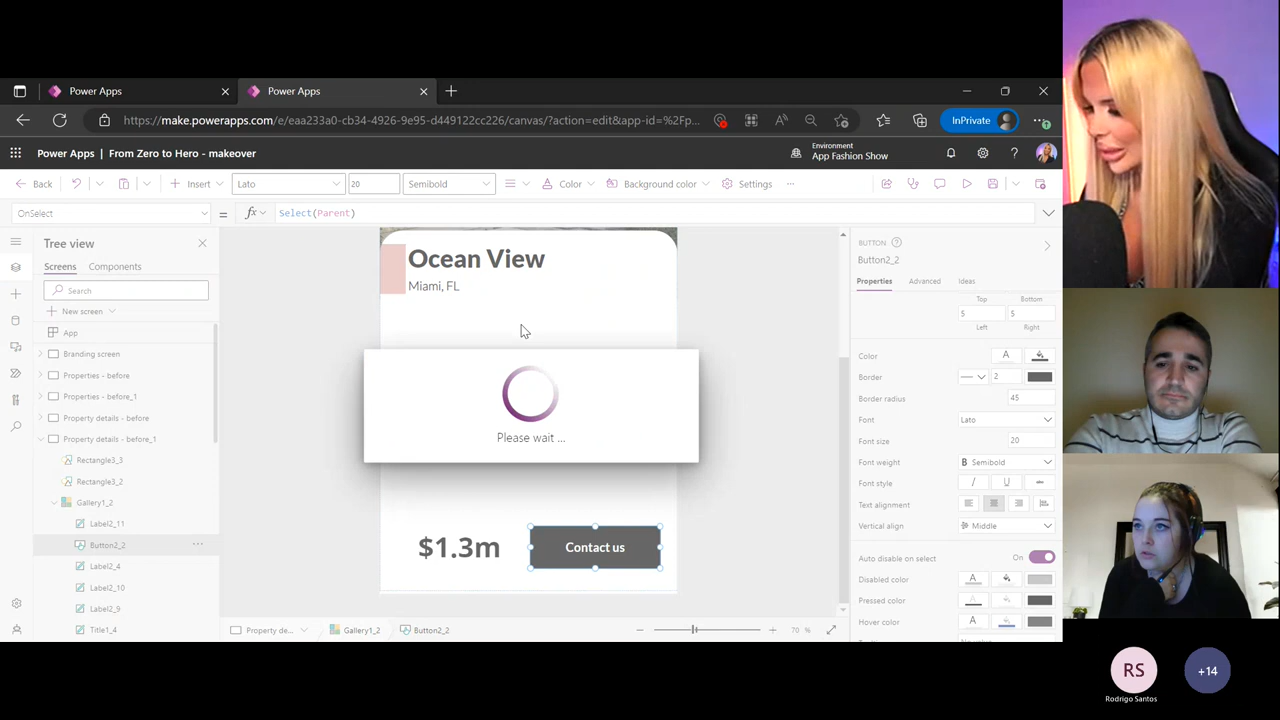 Power Apps
Power Apps
https://make.powerapps.com/e/eaa233a0-cb34-4926-9e95-d449122cc226/canvas/?action=edit&app-id=%2Fp...
InPrivate
Power Apps | From Zero to Hero - makeover
Environment
App Fashion Show
Back
Insert
Lato
20
Semibold
Color
Background color
Settings
OnSelect
=
fx
Select(Parent)
Tree view
Screens
Components
Search
New screen
App
Branding screen
Properties - before
Properties - before_1
Property details - before
Property details - before_1
Rectangle3_3
Rectangle2_2
Gallery1_2
Label2_11
Button2_2
Label2_4
Label2_10
Label2_9
Title1_4
Ocean View
Miami, FL
Please wait ...
$1.3m
Contact us
Property de...
Gallery1_2
Button2_2
70 %
BUTTON
Button2_2
Properties
Advanced
Ideas
Top
Bottom
5
5
Left
Right
Color
Border
2
Border radius
45
Font
Lato
Font size
20
Font weight
B Semibold
Font style
Text alignment
Vertical align
Middle
Auto disable on select
On
Disabled color
Pressed color
Hover color
RS
Rodrigo Santos
+14